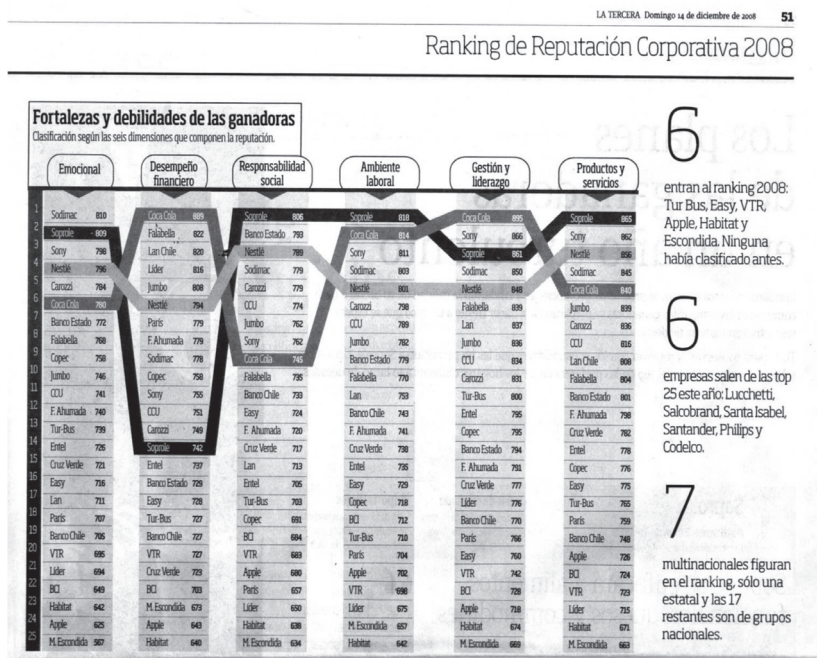 LA TERCERA Domingo 14 de diciembre de 2008 51
Ranking de Reputación Corporativa 2008
Fortalezas y debilidades de las ganadoras
Clasificación según las seis dimensiones que componen la reputación.
Emocional
Desempeño
financiero
Responsabilidad
social
Ambiente
laboral
Gestión y
liderazgo
Productos y
servicios
1 Sodimac 810 Coca Cola 889 Soprole 806 Soprole 818 Coca Cola 895 Soprole 865
2 Soprole 809 Falabella 822 Banco Estado 793 Coca Cola 814 Sony 866 Sony 862
3 Sony 798 Lan Chile 820 Nestlé 789 Sony 811 Soprole 861 Nestlé 856
4 Nestlé 796 Líder 816 Sodimac 779 Sodimac 803 Sodimac 850 Sodimac 845
5 Carozzi 784 Jumbo 808 Carozzi 779 Nestlé 801 Nestlé 848 Coca Cola 840
6 Coca Cola 780 Nestlé 794 CCU 774 Carozzi 798 Falabella 839 Jumbo 839
7 Banco Estado 772 París 779 Jumbo 762 CCU 789 Lan 837 Carozzi 836
8 Falabella 768 F. Ahumada 779 Sony 762 Jumbo 782 Jumbo 836 CCU 816
9 Copec 758 Sodimac 778 Coca Cola 745 Banco Estado 779 CCU 834 Lan Chile 808
10 Jumbo 746 Copec 758 Falabella 735 Falabella 770 Carozzi 831 Falabella 804
11 CCU 741 Sony 755 Banco Chile 733 Lan 753 Tur-Bus 800 Banco Estado 801
12 F. Ahumada 740 CCU 751 Easy 724 Banco Chile 743 Entel 795 F. Ahumada 798
13 Tur-Bus 739 Carozzi 749 F. Ahumada 720 F. Ahumada 741 Copec 795 Cruz Verde 782
14 Entel 726 Soprole 742 Cruz Verde 717 Cruz Verde 738 Banco Estado 794 Entel 778
15 Cruz Verde 721 Entel 737 Lan 713 Entel 735 F. Ahumada 791 Copec 776
16 Easy 716 Banco Estado 729 Entel 705 Easy 729 Cruz Verde 777 Easy 775
17 Lan 711 Easy 728 Tur-Bus 703 Copec 718 Líder 776 Tur-Bus 765
18 París 707 Tur-Bus 727 Copec 691 BCI 712 Banco Chile 770 París 759
19 Banco Chile 705 Banco Chile 727 BCI 684 Tur-Bus 710 París 766 Banco Chile 748
20 VTR 695 VTR 727 VTR 683 París 704 Easy 760 Apple 726
21 Líder 694 Cruz Verde 723 Apple 680 Apple 702 VTR 742 BCI 724
22 BCI 649 BCI 703 París 657 VTR 698 BCI 728 VTR 723
23 Habitat 642 M. Escondida 673 Líder 650 Líder 675 Apple 718 Líder 715
24 Apple 625 Apple 643 Habitat 638 M. Escondida 657 Habitat 674 Habitat 671
25 M. Escondida 567 Habitat 640 M. Escondida 634 Habitat 642 M. Escondida 669 M. Escondida 663
6
entran al ranking 2008:
Tur Bus, Easy, VTR,
Apple, Habitat y
Escondida. Ninguna
había clasificado antes.
6
empresas salen de las top
25 este año: Lucchetti,
Salcobrand, Santa Isabel,
Santander, Philips y
Codelco.
7
multinacionales figuran
en el ranking, sólo una
estatal y las 17
restantes son de grupos
nacionales.